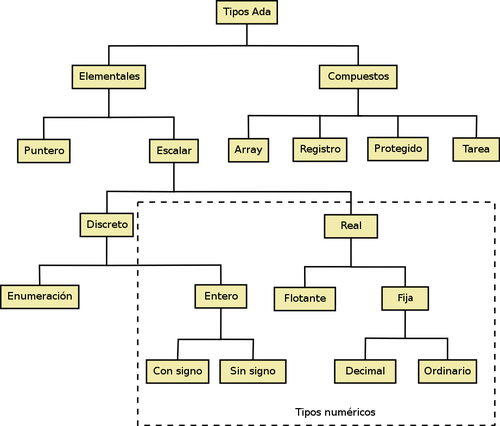 Tipos Ada
Elementales
Compuestos
Puntero
Escalar
Array
Registro
Protegido
Tarea
Discreto
Real
Enumeración
Entero
Flotante
Fija
Con signo
Sin signo
Decimal
Ordinario
Tipos numéricos